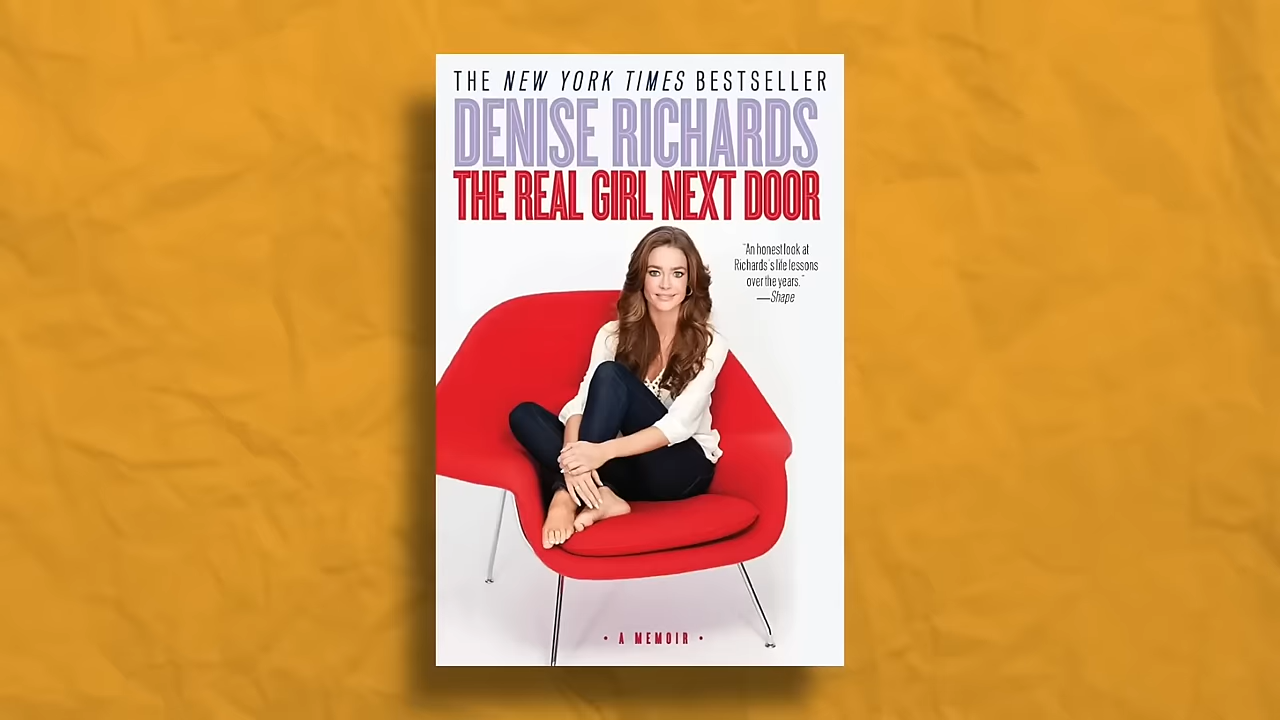 THE NEW YORK TIMES BESTSELLER
DENISE RICHARDS
THE REAL GIRL NEXT DOOR
"An honest look at
Richards's life lessons
over the years."
—Shape
• A MEMOIR •